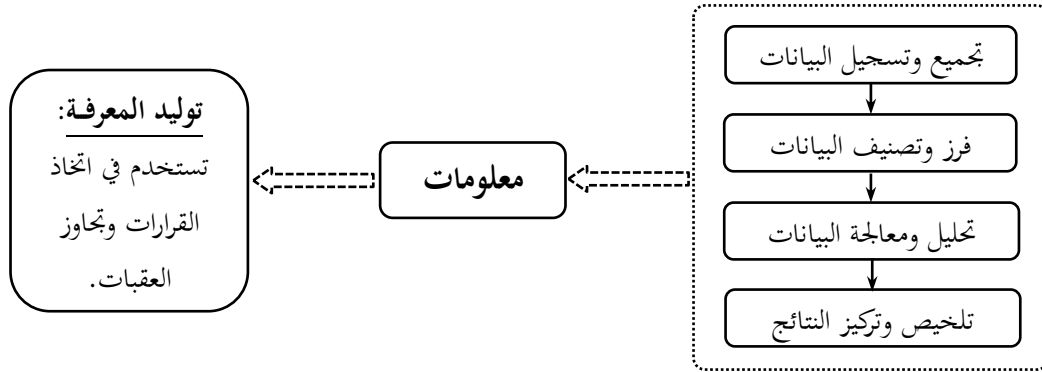 تجميع وتسجيل البيانات
فرز وتصنيف البيانات
تحليل ومعالجة البيانات
تلخيص وتركيز النتائج
معلومات
توليد المعرفـة:
تستخدم في اتخاذ
القرارات وتجاوز
العقبات.